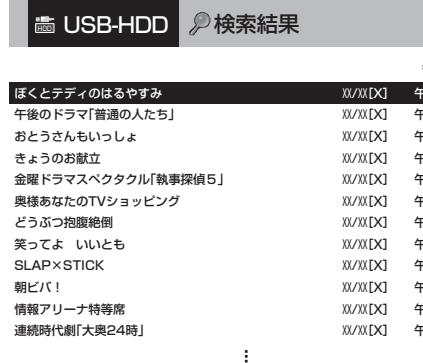 HDD USB-HDD 検索結果
ぼくとテディのはるやすみ XX/XX[X] 午
午後のドラマ｢普通の人たち｣ XX/XX[X] 午
おとうさんもいっしょ XX/XX[X] 午
きょうのお献立 XX/XX[X] 午
金曜ドラマスペクタクル｢執事探偵５｣ XX/XX[X] 午
奥様あなたのTVショッピング XX/XX[X] 午
どうぶつ抱腹絶倒 XX/XX[X] 午
笑ってよ　いいとも XX/XX[X] 午
SLAP×STICK XX/XX[X] 午
朝ビバ！ XX/XX[X] 午
情報アリーナ特等席 XX/XX[X] 午
連続時代劇｢大奥24時｣ XX/XX[X] 午